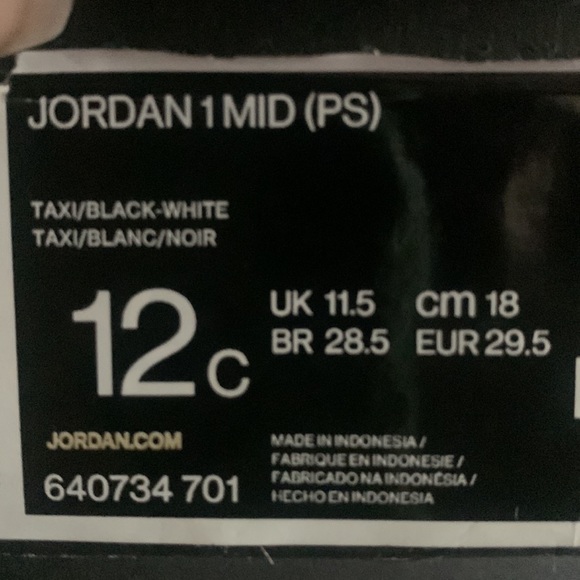 JORDAN 1 MID (PS)
TAXI/BLACK-WHITE
TAXI/BLANC/NOIR
12C
UK 11.5 cm 18
BR 28.5 EUR 29.5
JORDAN.COM
640734 701
MADE IN INDONESIA /
FABRIQUE EN INDONESIE /
FABRICADO NA INDONÉSIA /
HECHO EN INDONESIA